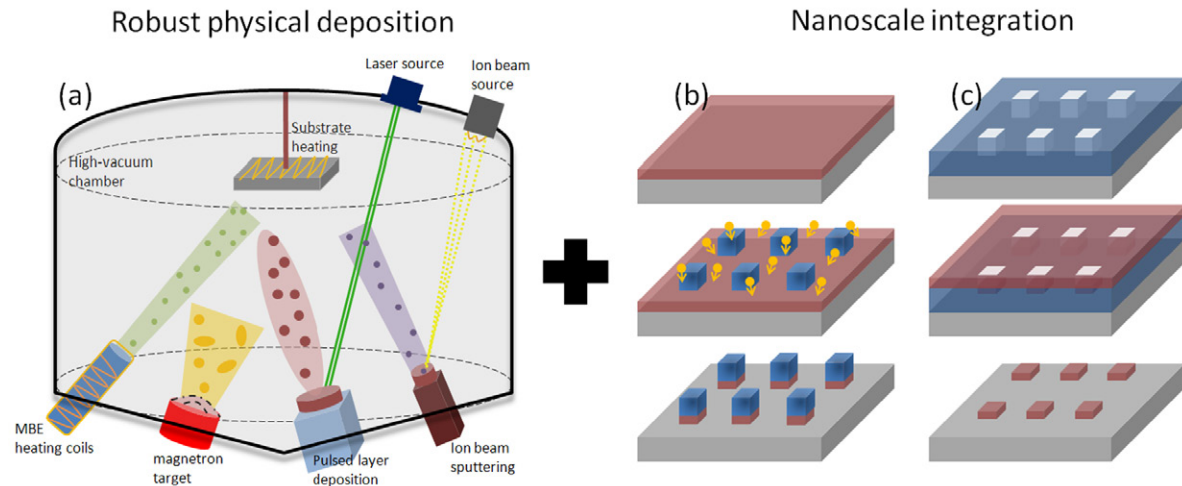 Robust physical deposition
Nanoscale integration
(a)
Laser source
Ion beam
source
Substrate
heating
High-vacuum
chamber
MBE
heating coils
magnetron
target
Pulsed layer
deposition
Ion beam
sputtering
(b)
(c)